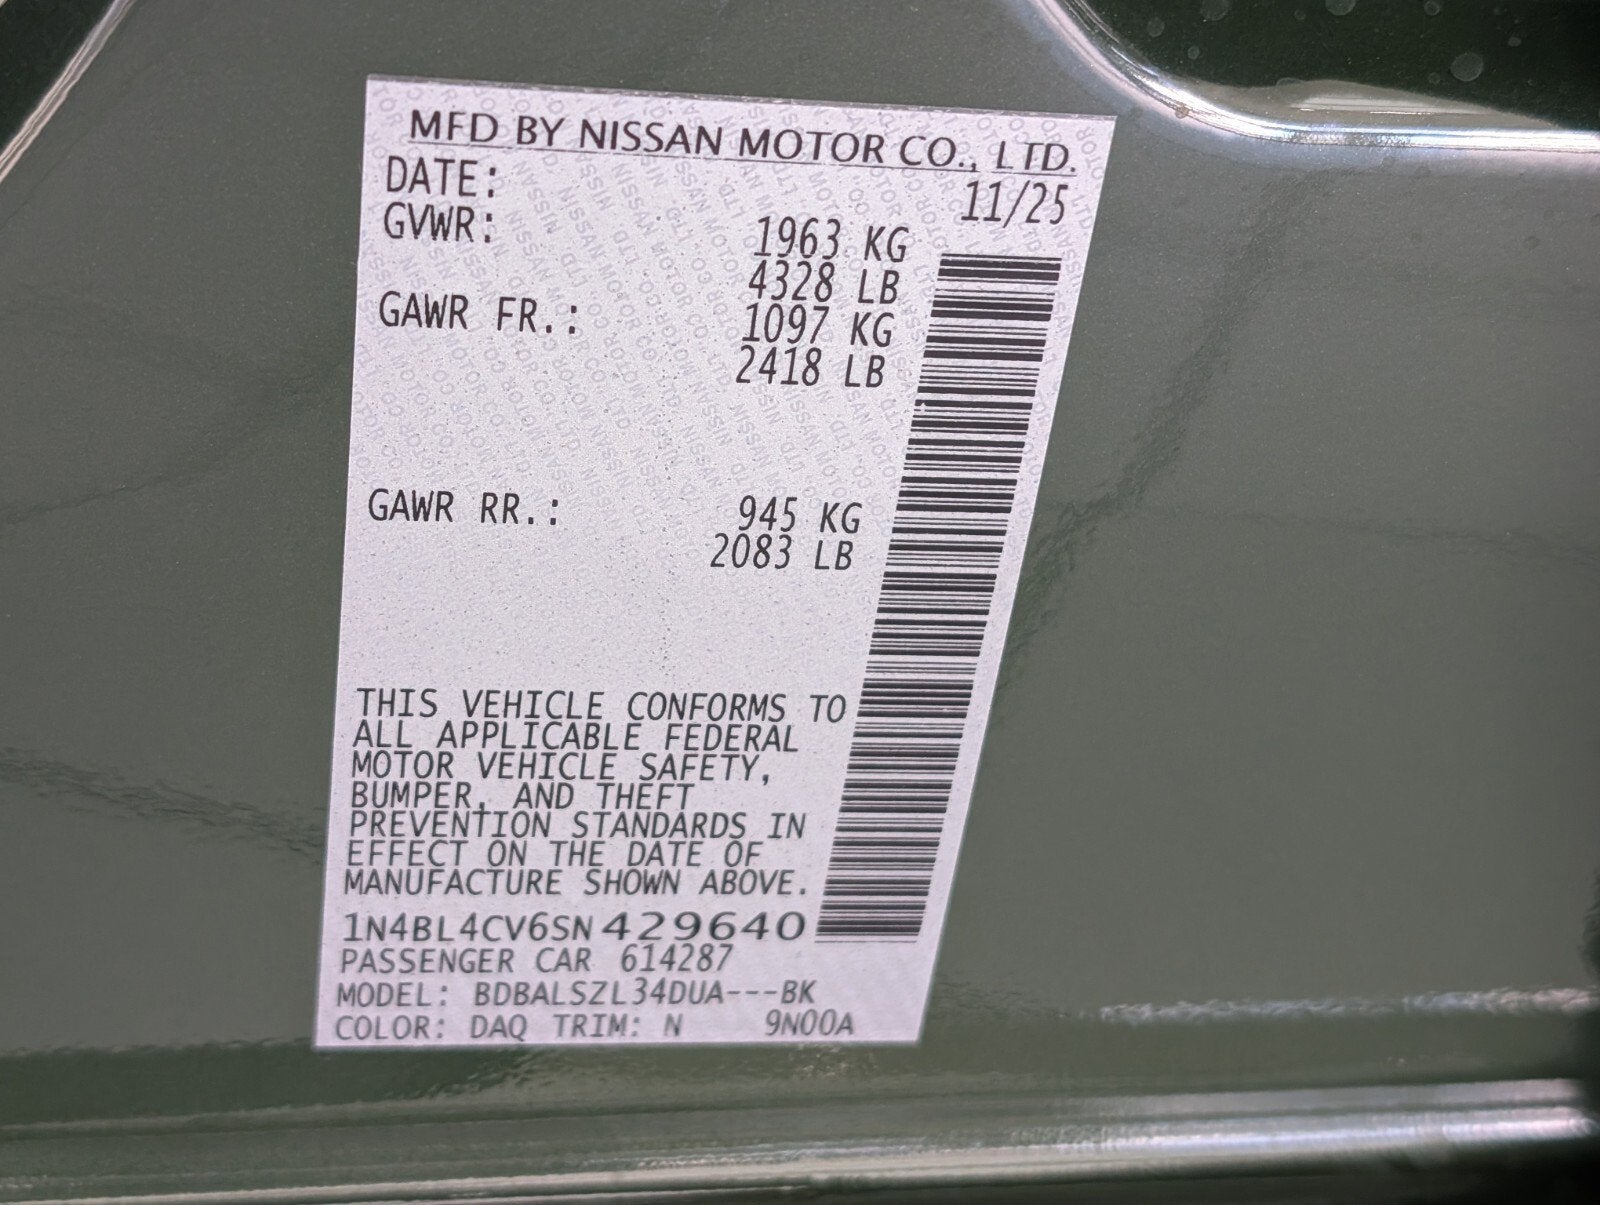 MFD BY NISSAN MOTOR CO., LTD.
DATE: 11/25
GVWR: 1963 KG
4328 LB
GAWR FR.: 1097 KG
2418 LB
GAWR RR.: 945 KG
2083 LB
THIS VEHICLE CONFORMS TO
ALL APPLICABLE FEDERAL
MOTOR VEHICLE SAFETY,
BUMPER, AND THEFT
PREVENTION STANDARDS IN
EFFECT ON THE DATE OF
MANUFACTURE SHOWN ABOVE.
1N4BL4CV6SN429640
PASSENGER CAR 614287
MODEL: BDBALSZL34DUA---BK
COLOR: DAQ TRIM: N 9N00A